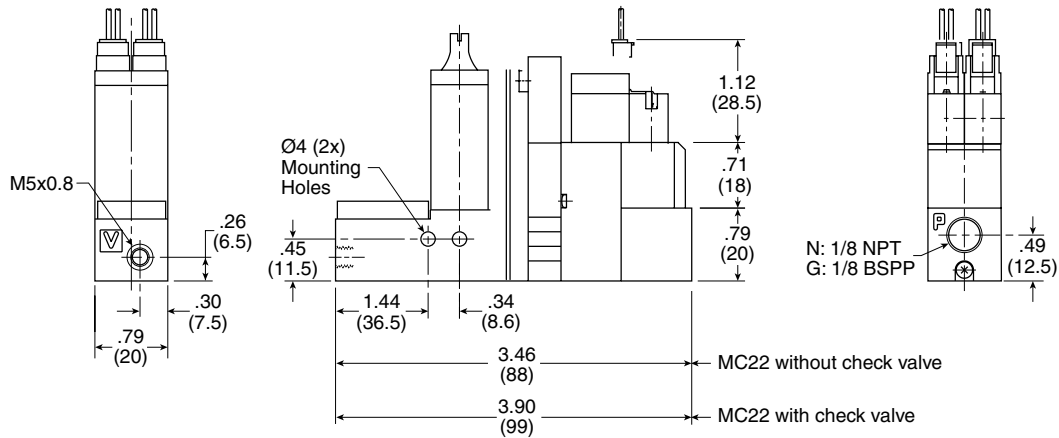 M5x0.8
V
.26
(6.5)
.30
(7.5)
.79
(20)
Ø4 (2x)
Mounting
Holes
.45
(11.5)
1.44
(36.5)
.34
(8.6)
3.46
(88)
MC22 without check valve
3.90
(99)
MC22 with check valve
1.12
(28.5)
.71
(18)
.79
(20)
P
N: 1/8 NPT
G: 1/8 BSPP
.49
(12.5)